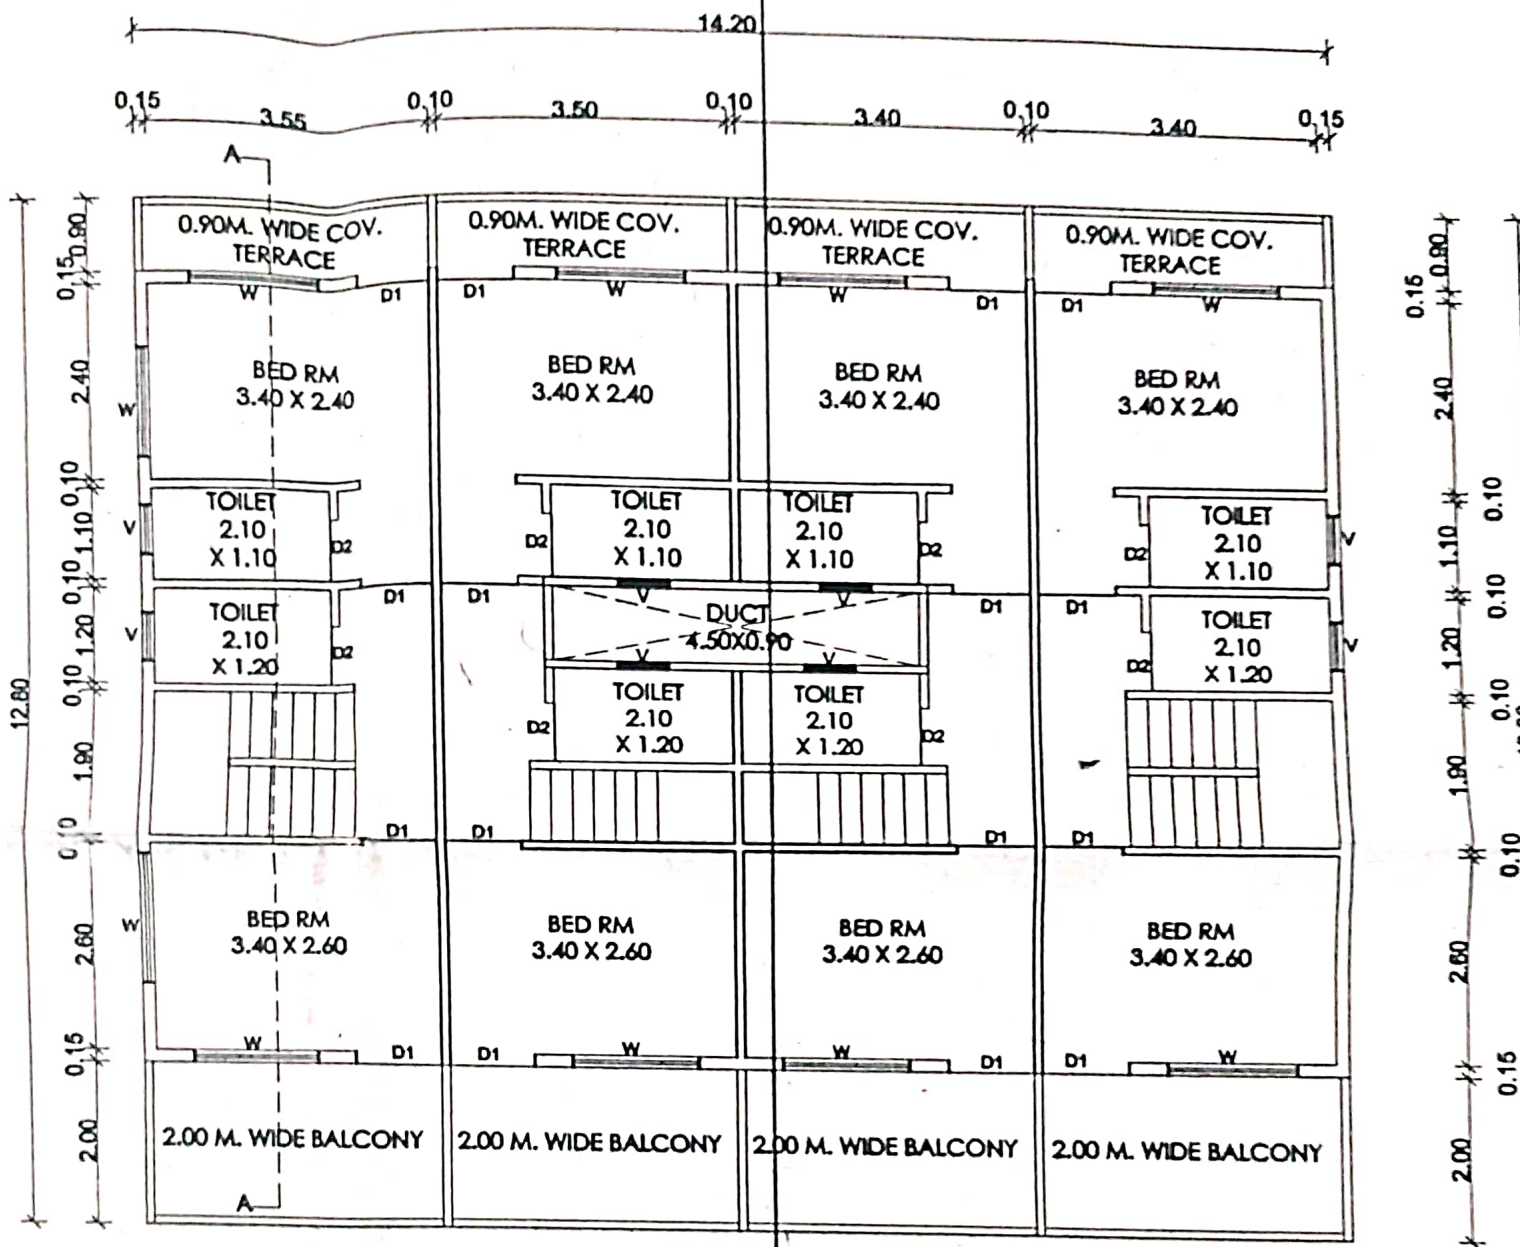 14.20
0.15 3.55 0.10 3.50 0.10 3.40 0.10 3.40 0.15
A
0.90M. WIDE COV. TERRACE
0.90M. WIDE COV. TERRACE
0.90M. WIDE COV. TERRACE
0.90M. WIDE COV. TERRACE
W D1 D1 W W D1 D1 W
BED RM
3.40 X 2.40
BED RM
3.40 X 2.40
BED RM
3.40 X 2.40
BED RM
3.40 X 2.40
W
TOILET
2.10
X 1.10
TOILET
2.10
X 1.10
TOILET
2.10
X 1.10
TOILET
2.10
X 1.10
V D2 D2 D2 D2 V
D1 D1 V V D1 D1
DUCT
4.50X0.90
V V
TOILET
2.10
X 1.20
TOILET
2.10
X 1.20
TOILET
2.10
X 1.20
TOILET
2.10
X 1.20
V D2 D2 D2 D2 V
D1 D1 D1 D1
W
BED RM
3.40 X 2.60
BED RM
3.40 X 2.60
BED RM
3.40 X 2.60
BED RM
3.40 X 2.60
W D1 D1 W W D1 D1 W
2.00 M. WIDE BALCONY
2.00 M. WIDE BALCONY
2.00 M. WIDE BALCONY
2.00 M. WIDE BALCONY
A
12.80
0.90
0.15
2.40
0.10
1.10
0.10
1.20
0.10
1.90
0.10
2.60
0.15
2.00
0.90
0.15
2.40
0.10
1.10
0.10
1.20
0.10
1.90
0.10
2.60
0.15
2.00